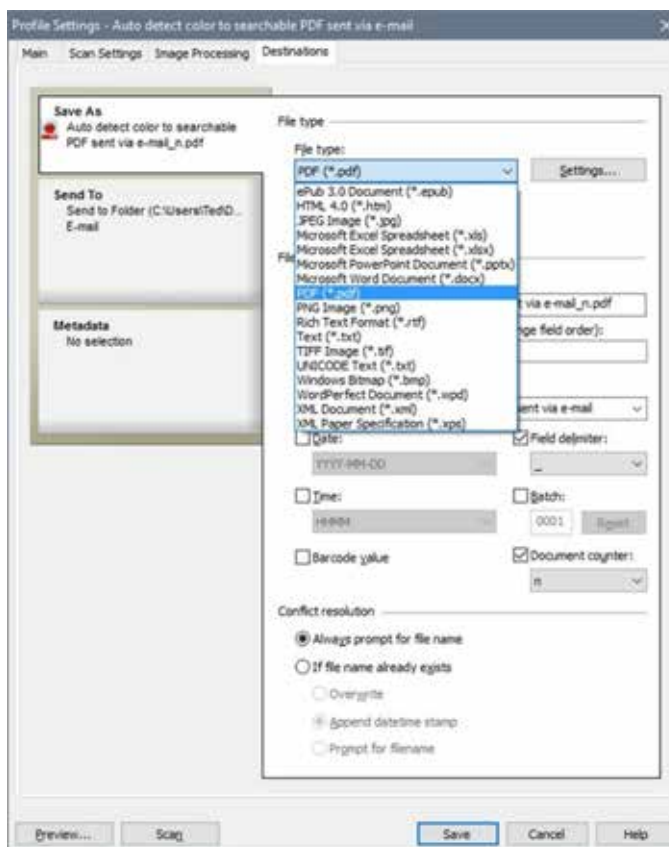 Profile Settings - Auto detect color to searchable PDF sent via e-mail
Main Scan Settings Image Processing Destinations
Save As
Auto detect color to searchable
PDF sent via e-mail_n.pdf
Send To
Send to Folder (C:\Users\Ted\D...
E-mail
Metadata
No selection
File type
File type:
PDF (*.pdf)
Settings...
ePub 3.0 Document (*.epub)
HTML 4.0 (*.htm)
JPEG Image (*.jpg)
Microsoft Excel Spreadsheet (*.xls)
Microsoft Excel Spreadsheet (*.xlsx)
Microsoft PowerPoint Document (*.pptx)
Microsoft Word Document (*.docx)
PDF (*.pdf)
PNG Image (*.png)
Rich Text Format (*.rtf)
Text (*.txt)
TIFF Image (*.tif)
UNICODE Text (*.txt)
Windows Bitmap (*.bmp)
WordPerfect Document (*.wpd)
XML Document (*.xml)
XML Paper Specification (*.xps)
Fil
t via e-mail_n.pdf
nge field order):
sent via e-mail
Date:
Field delimiter:
YYYY-MM-DD
_
Time:
Batch:
HHMM
0001
Reset
Barcode value
Document counter:
n
Conflict resolution
Always prompt for file name
If file name already exists
Overwrite
Append datetime stamp
Prompt for filename
Preview... Scan Save Cancel Help